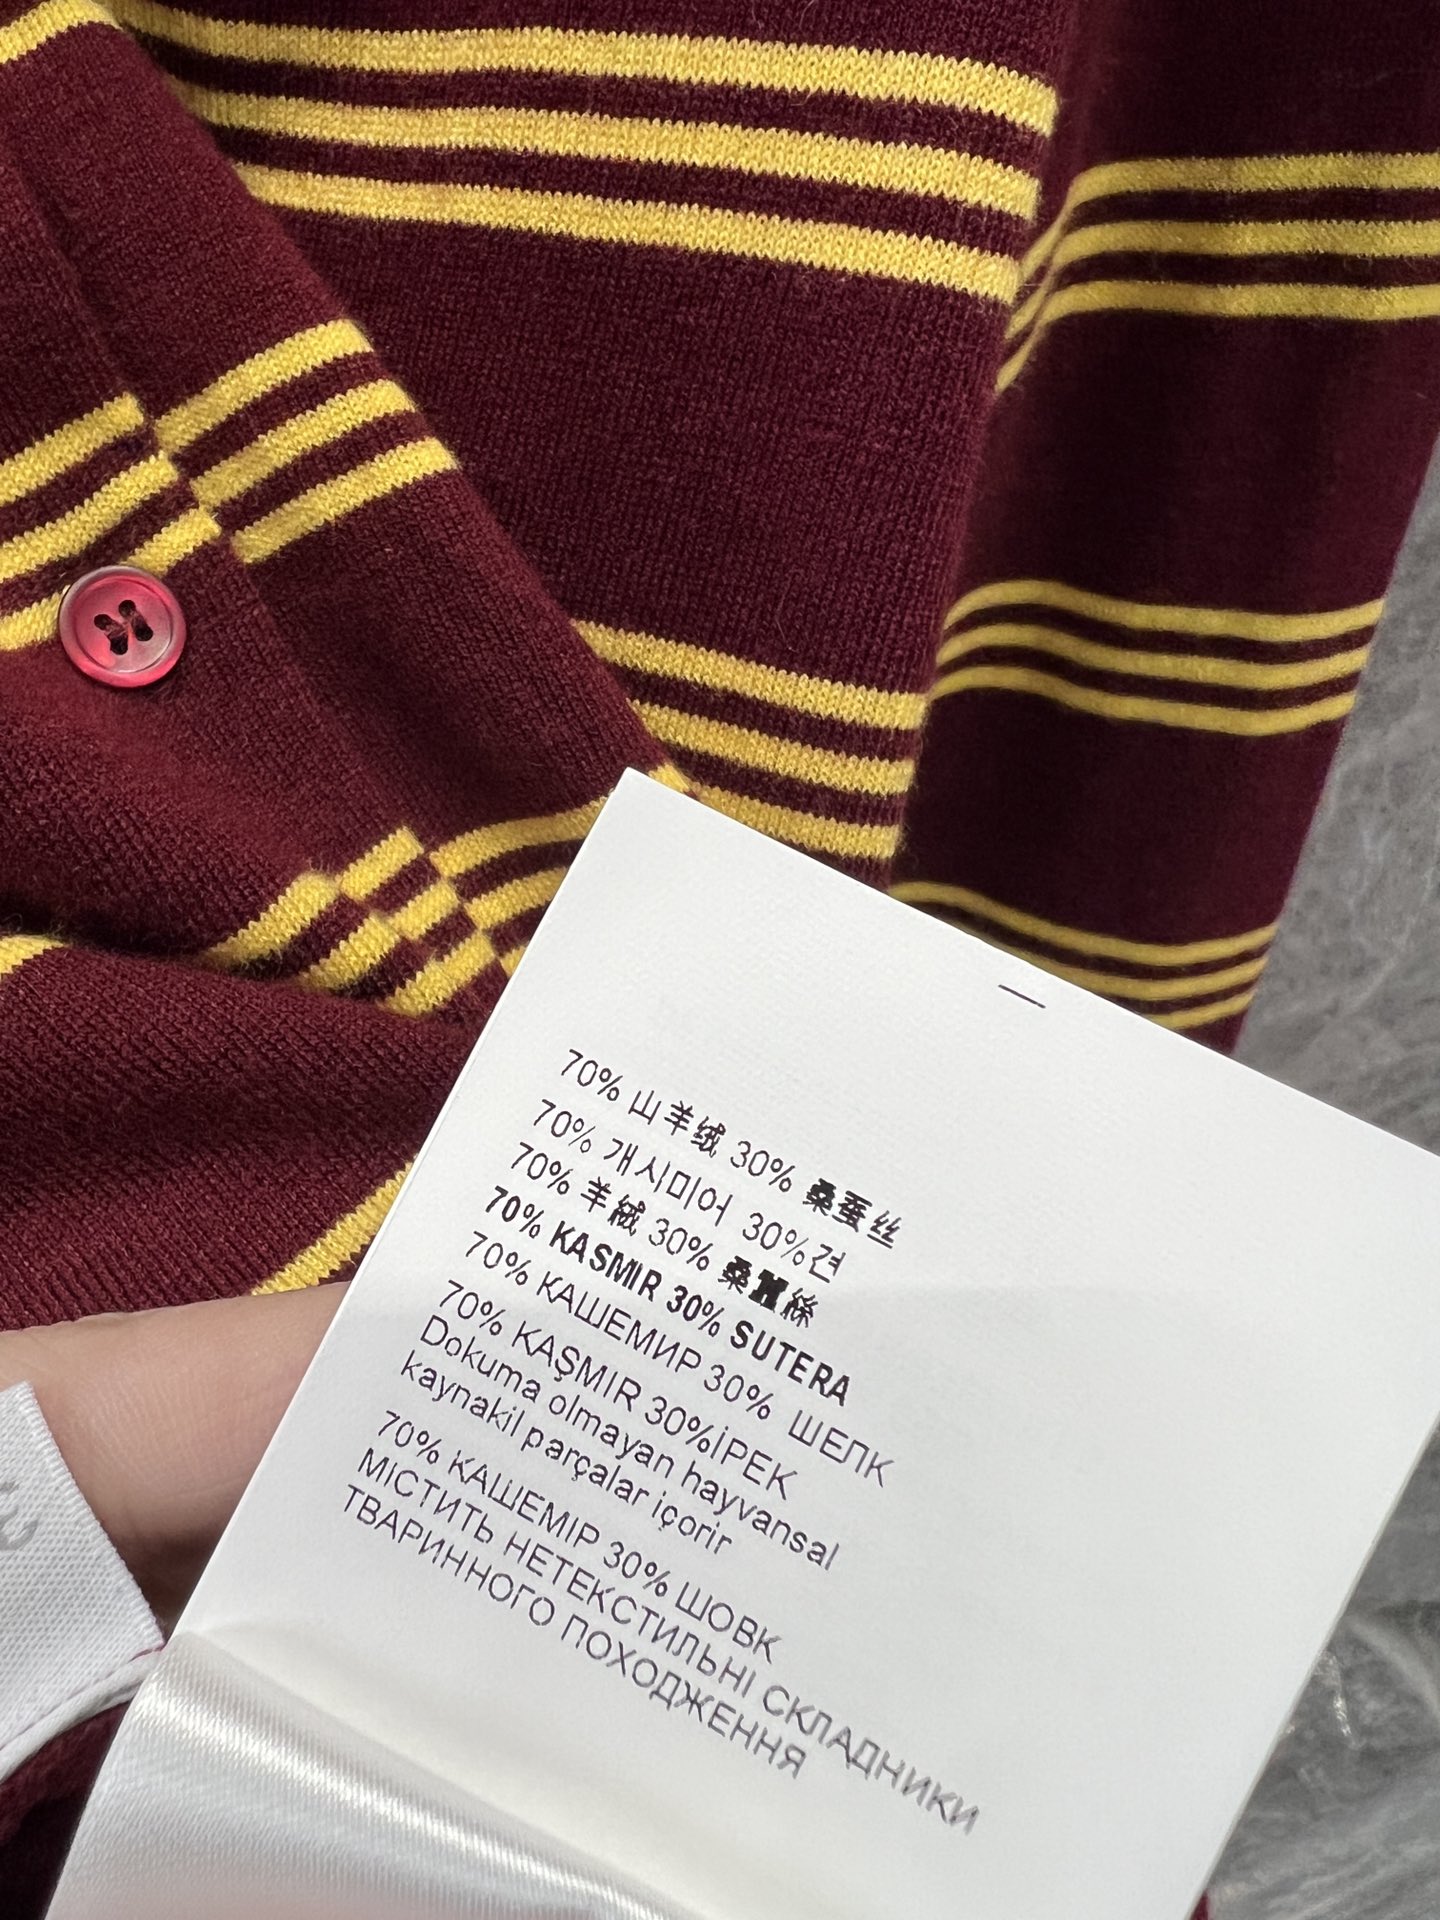 70% 山羊绒 30% 桑蚕丝
70% 개시미어 30%견
70% 羊絨 30% 桑蠶絲
70% KASMIR 30% SUTERA
70% КАШЕМИР 30% ШЕЛК
70% KAŞMIR 30%İPEK
Dokuma olmayan hayvansal
kaynakil parçalar içorir
70% КАШЕМІР 30% ШОВК
МІСТИТЬ НЕТЕКСТИЛЬНІ СКЛАДНИКИ
ТВАРИННОГО ПОХОДЖЕННЯ